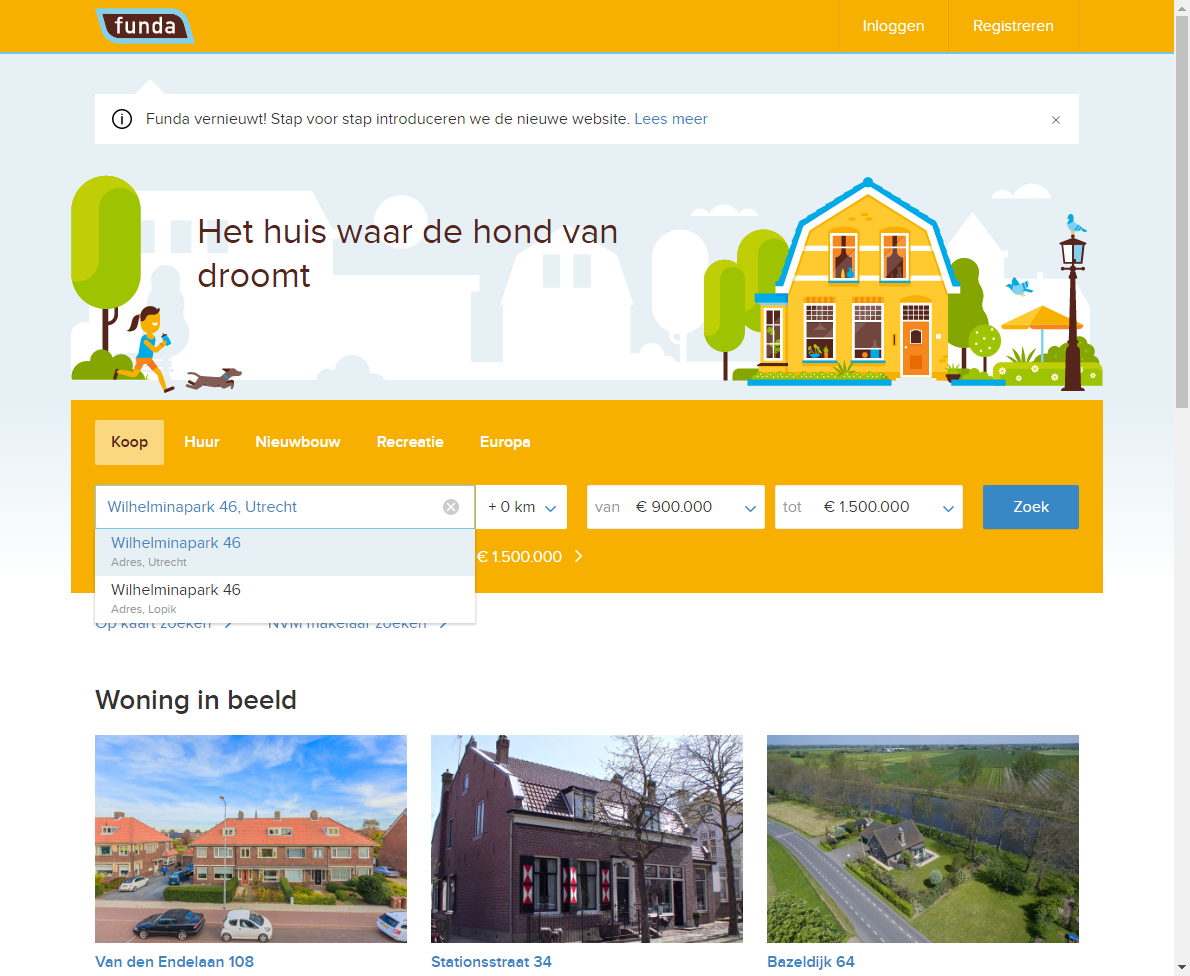 funda
Inloggen
Registreren
Funda vernieuwt! Stap voor stap introduceren we de nieuwe website. Lees meer
Het huis waar de hond van
droomt
Koop
Huur
Nieuwbouw
Recreatie
Europa
Wilhelminapark 46, Utrecht
+ 0 km
van € 900.000
tot € 1.500.000
Zoek
Wilhelminapark 46
Adres, Utrecht
€ 1.500.000
Wilhelminapark 46
Adres, Lopik
Op kaart zoeken
NVM makelaar zoeken
Woning in beeld
Van den Endelaan 108
Stationsstraat 34
Bazeldijk 64